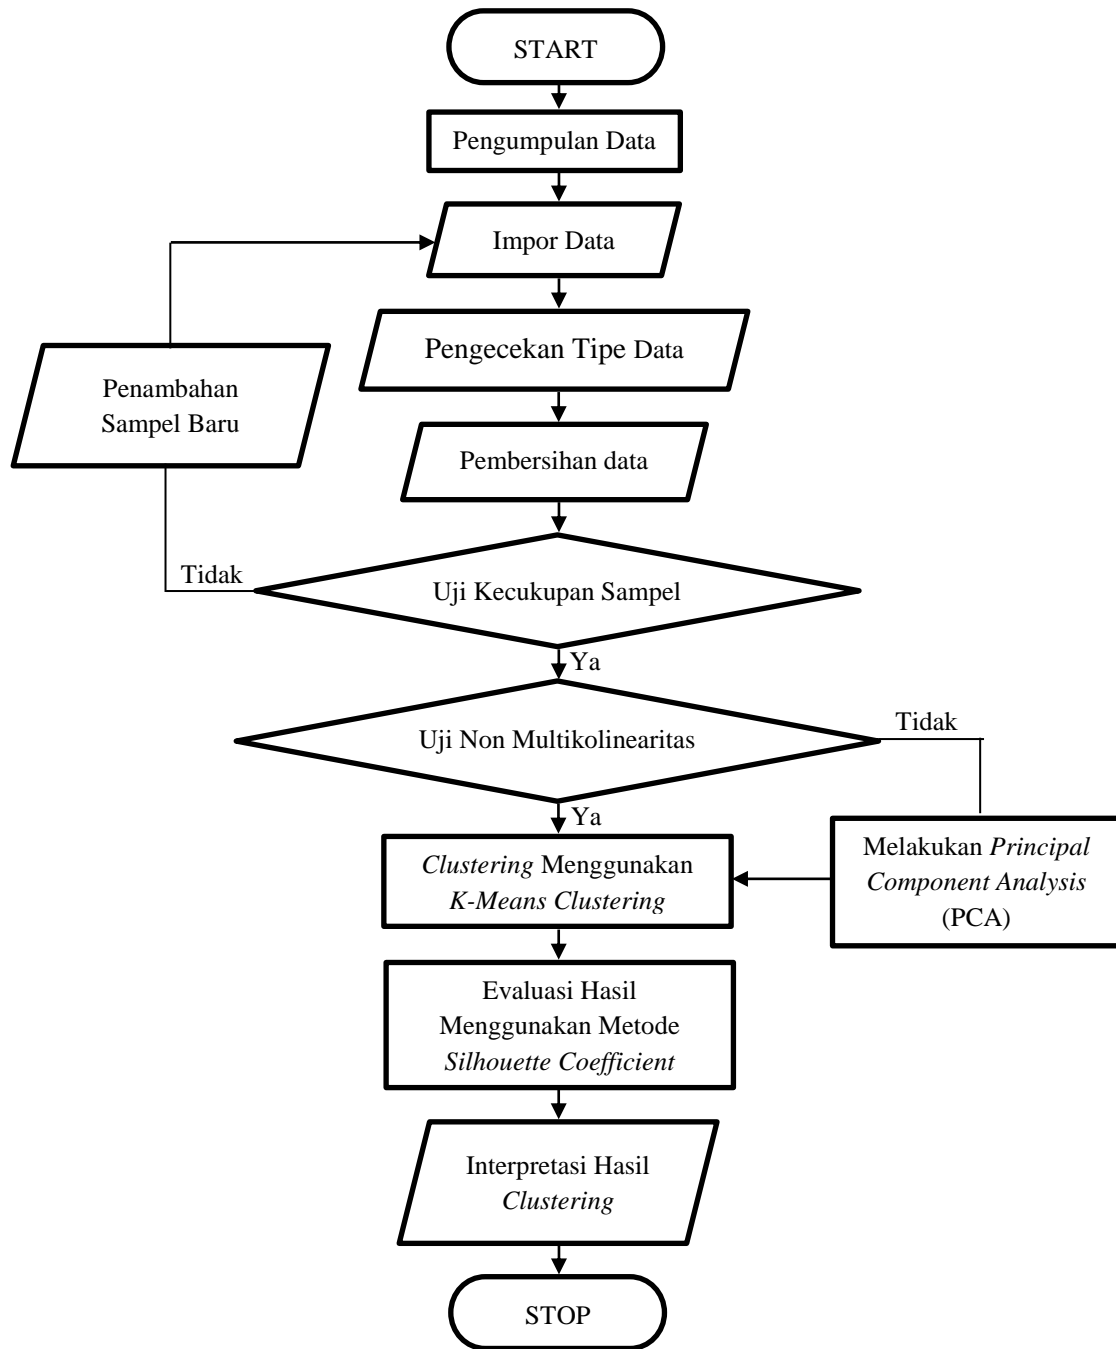 START
Pengumpulan Data
Impor Data
Pengecekan Tipe Data
Penambahan
Sampel Baru
Pembersihan data
Tidak
Uji Kecukupan Sampel
Ya
Tidak
Uji Non Multikolinearitas
Ya
Clustering Menggunakan
K-Means Clustering
Melakukan Principal
Component Analysis
(PCA)
Evaluasi Hasil
Menggunakan Metode
Silhouette Coefficient
Interpretasi Hasil
Clustering
STOP